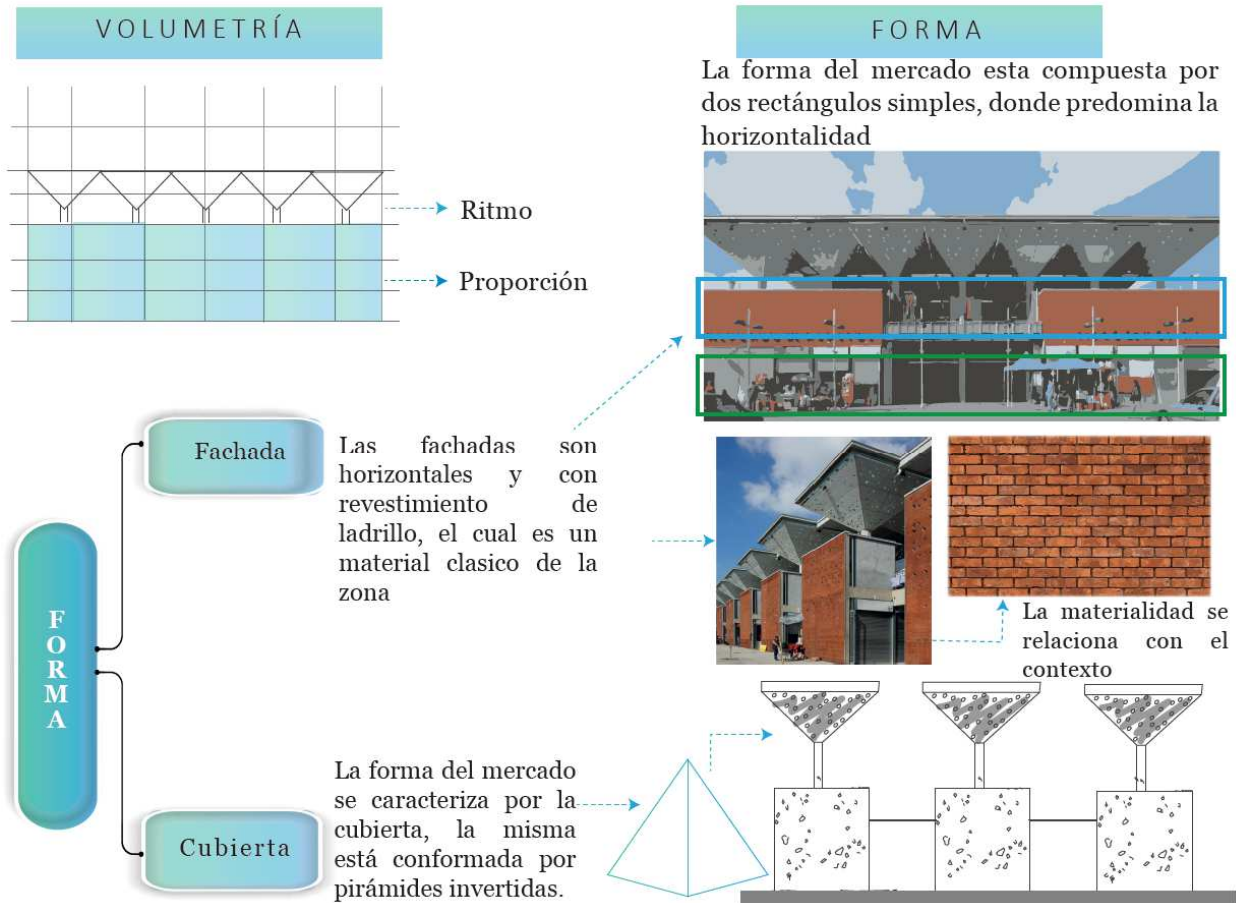 VOLUMETRÍA
Ritmo
Proporción
FORMA
La forma del mercado esta compuesta por
dos rectángulos simples, donde predomina la
horizontalidad
FORMA
Fachada
Las fachadas son
horizontales y con
revestimiento de
ladrillo, el cual es un
material clasico de la
zona
La materialidad se
relaciona con el
contexto
Cubierta
La forma del mercado
se caracteriza por la
cubierta, la misma
está conformada por
pirámides invertidas.